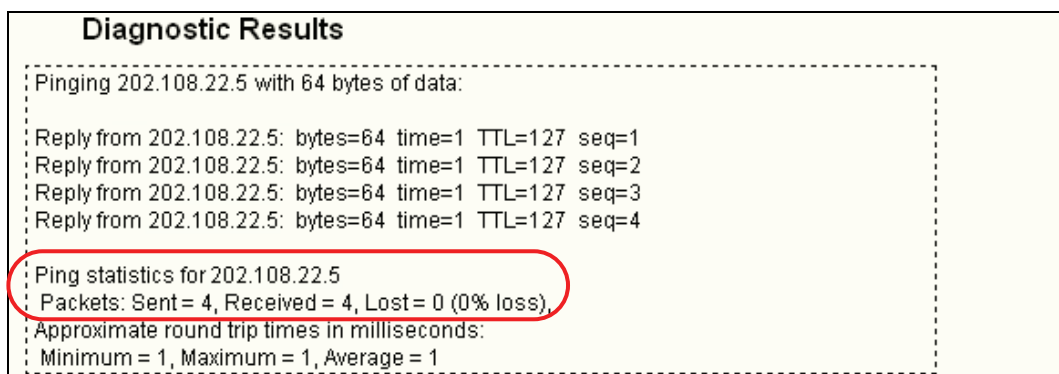 Diagnostic Results
Pinging 202.108.22.5 with 64 bytes of data:
Reply from 202.108.22.5: bytes=64 time=1 TTL=127 seq=1
Reply from 202.108.22.5: bytes=64 time=1 TTL=127 seq=2
Reply from 202.108.22.5: bytes=64 time=1 TTL=127 seq=3
Reply from 202.108.22.5: bytes=64 time=1 TTL=127 seq=4
Ping statistics for 202.108.22.5
Packets: Sent = 4, Received = 4, Lost = 0 (0% loss),
Approximate round trip times in milliseconds:
Minimum = 1, Maximum = 1, Average = 1